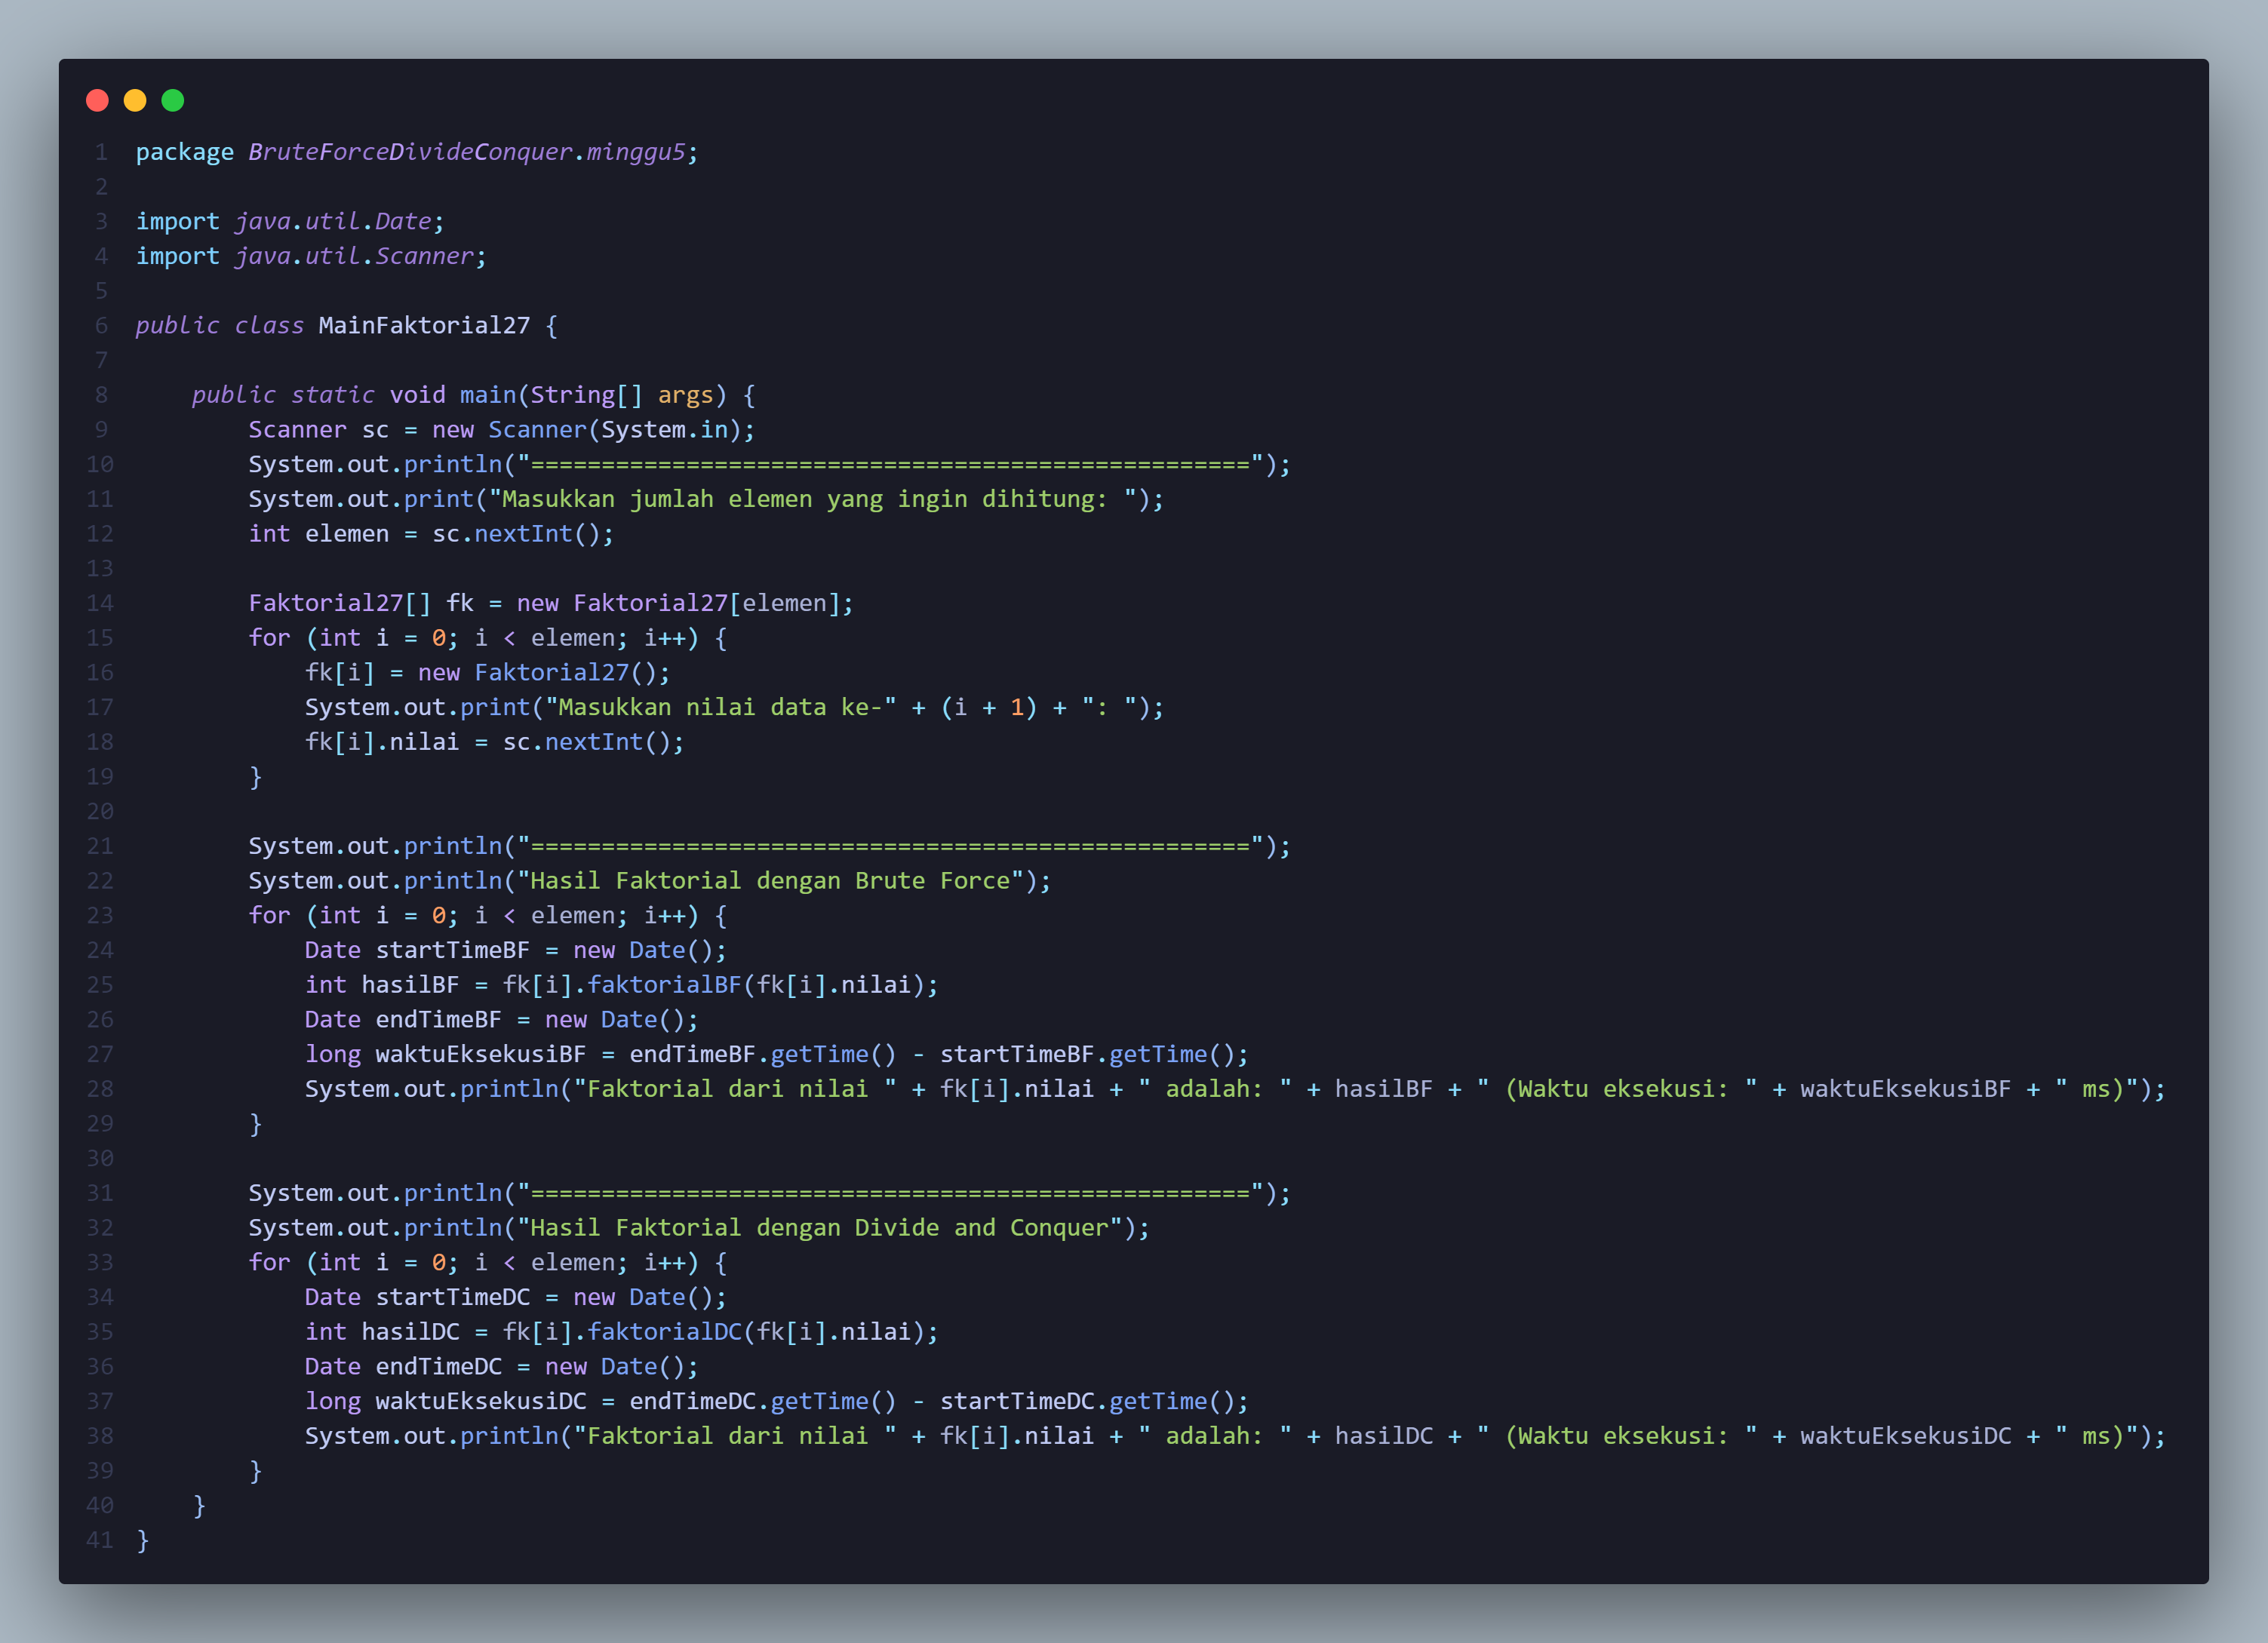 1 package BruteForceDivideConquer.minggu5;
2
3 import java.util.Date;
4 import java.util.Scanner;
5
6 public class MainFaktorial27 {
7
8     public static void main(String[] args) {
9         Scanner sc = new Scanner(System.in);
10         System.out.println("===================================================");
11         System.out.print("Masukkan jumlah elemen yang ingin dihitung: ");
12         int elemen = sc.nextInt();
13
14         Faktorial27[] fk = new Faktorial27[elemen];
15         for (int i = 0; i < elemen; i++) {
16             fk[i] = new Faktorial27();
17             System.out.print("Masukkan nilai data ke-" + (i + 1) + ": ");
18             fk[i].nilai = sc.nextInt();
19         }
20
21         System.out.println("===================================================");
22         System.out.println("Hasil Faktorial dengan Brute Force");
23         for (int i = 0; i < elemen; i++) {
24             Date startTimeBF = new Date();
25             int hasilBF = fk[i].faktorialBF(fk[i].nilai);
26             Date endTimeBF = new Date();
27             long waktuEksekusiBF = endTimeBF.getTime() - startTimeBF.getTime();
28             System.out.println("Faktorial dari nilai " + fk[i].nilai + " adalah: " + hasilBF + " (Waktu eksekusi: " + waktuEksekusiBF + " ms)");
29         }
30
31         System.out.println("===================================================");
32         System.out.println("Hasil Faktorial dengan Divide and Conquer");
33         for (int i = 0; i < elemen; i++) {
34             Date startTimeDC = new Date();
35             int hasilDC = fk[i].faktorialDC(fk[i].nilai);
36             Date endTimeDC = new Date();
37             long waktuEksekusiDC = endTimeDC.getTime() - startTimeDC.getTime();
38             System.out.println("Faktorial dari nilai " + fk[i].nilai + " adalah: " + hasilDC + " (Waktu eksekusi: " + waktuEksekusiDC + " ms)");
39         }
40     }
41 }